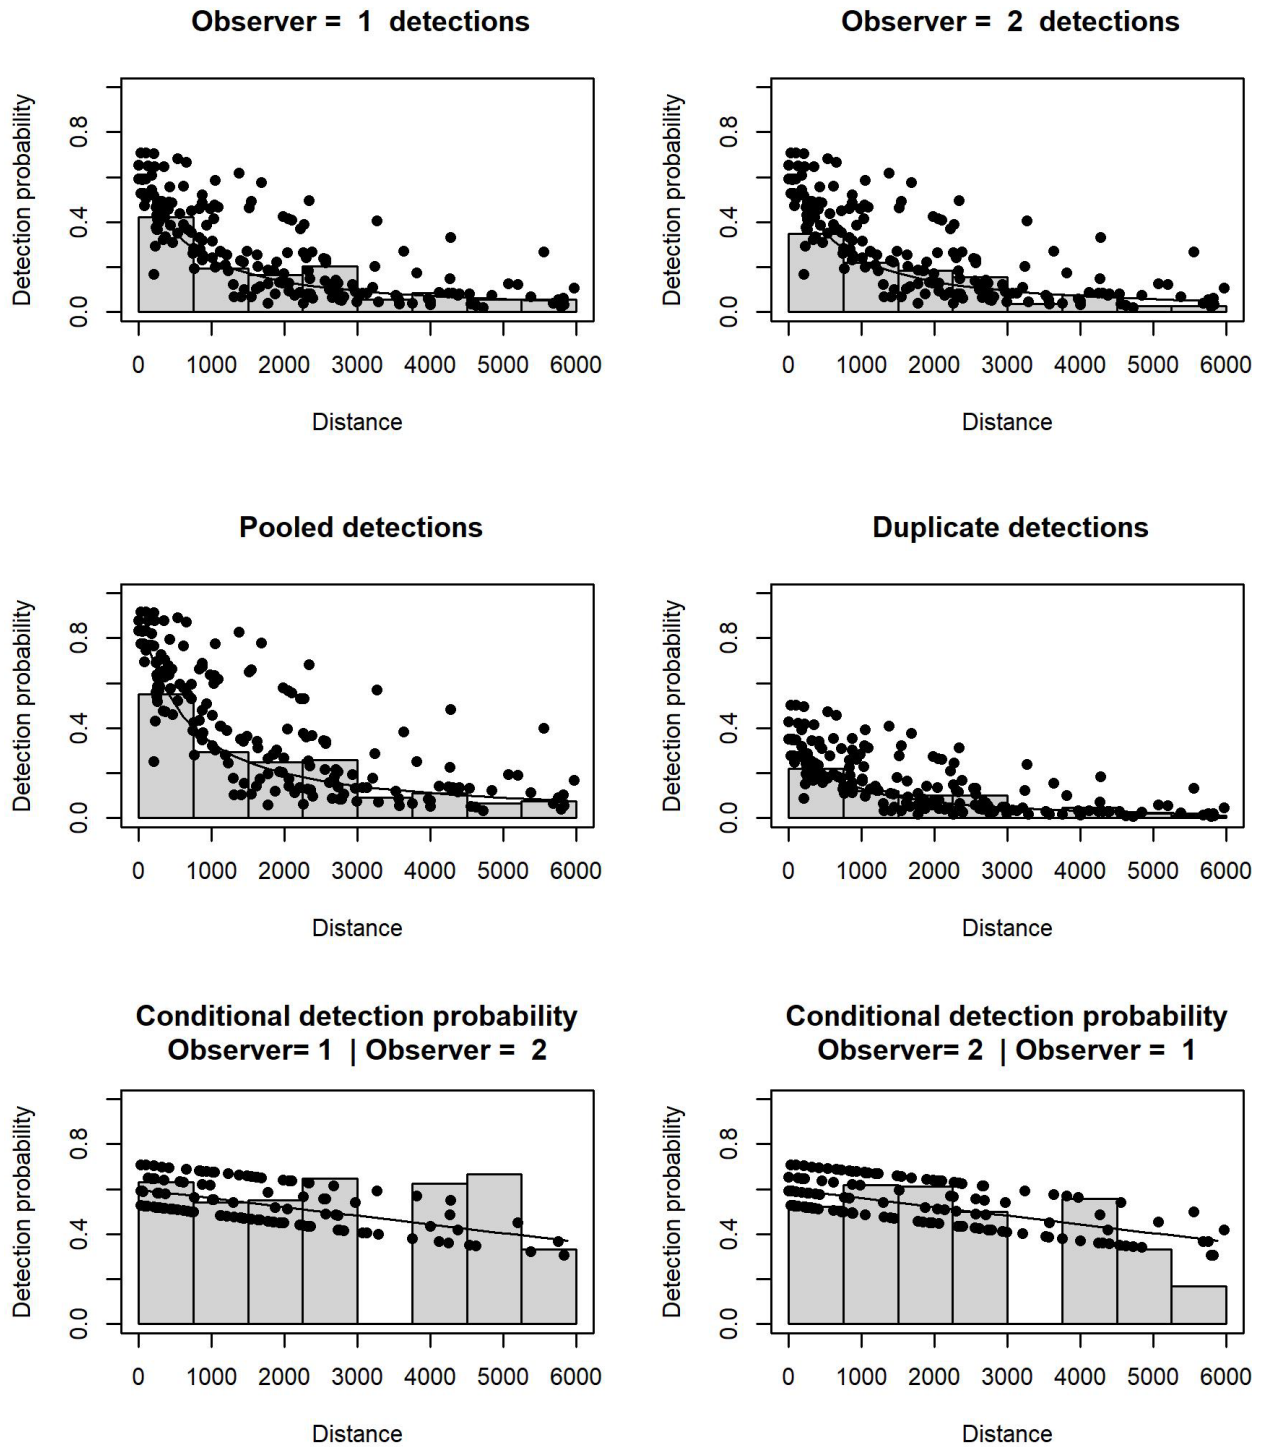 Observer =  1  detections
Detection probability
0.0 0.4 0.8
0 1000 2000 3000 4000 5000 6000
Distance
Observer =  2  detections
Detection probability
0.0 0.4 0.8
0 1000 2000 3000 4000 5000 6000
Distance
Pooled detections
Detection probability
0.0 0.4 0.8
0 1000 2000 3000 4000 5000 6000
Distance
Duplicate detections
Detection probability
0.0 0.4 0.8
0 1000 2000 3000 4000 5000 6000
Distance
Conditional detection probability
Observer= 1  | Observer =  2
Detection probability
0.0 0.4 0.8
0 1000 2000 3000 4000 5000 6000
Distance
Conditional detection probability
Observer= 2  | Observer =  1
Detection probability
0.0 0.4 0.8
0 1000 2000 3000 4000 5000 6000
Distance